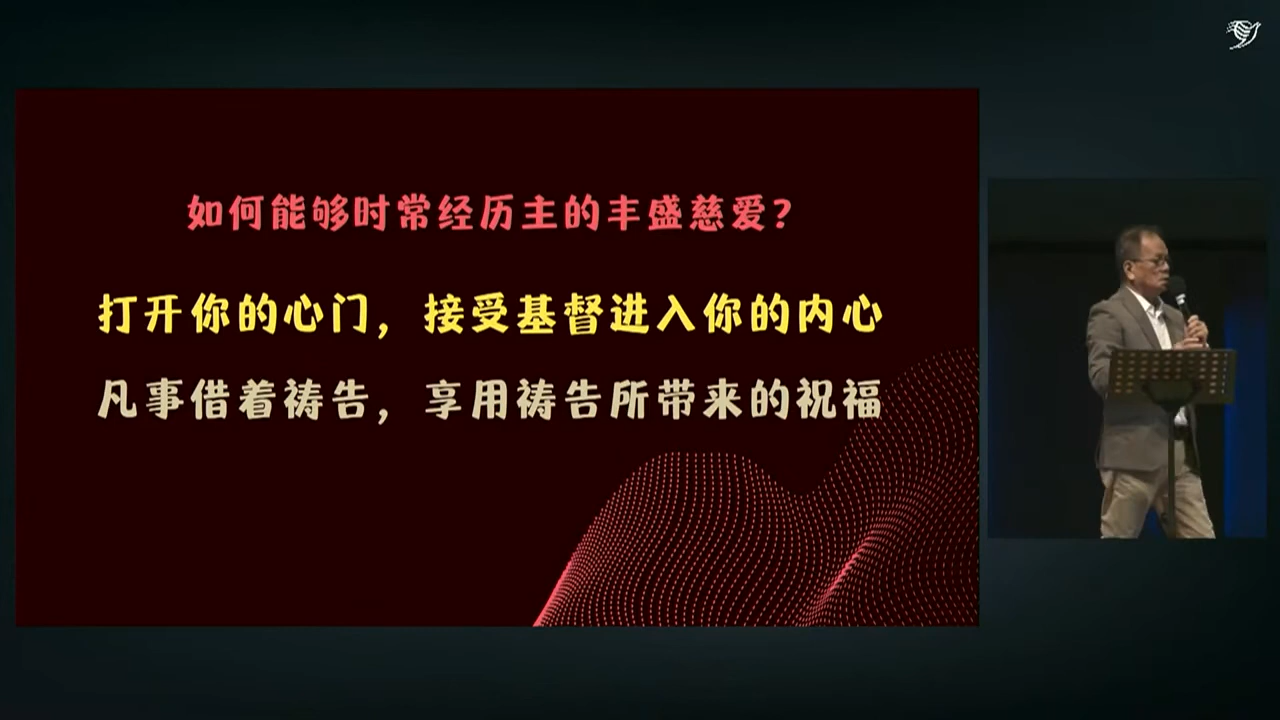 如何能够时常经历主的丰盛慈爱?
打开你的心门，接受基督进入你的内心
凡事借着祷告，享用祷告所带来的祝福